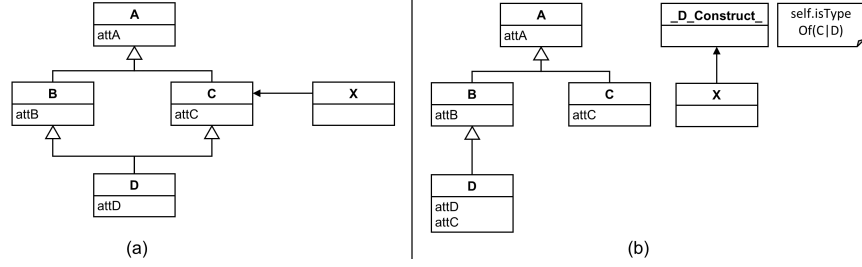 A
attA
B
attB
C
attC
X
D
attD
(a)
A
attA
_D_Construct_
self.isType
Of(C|D)
B
attB
C
attC
X
D
attD
attC
(b)